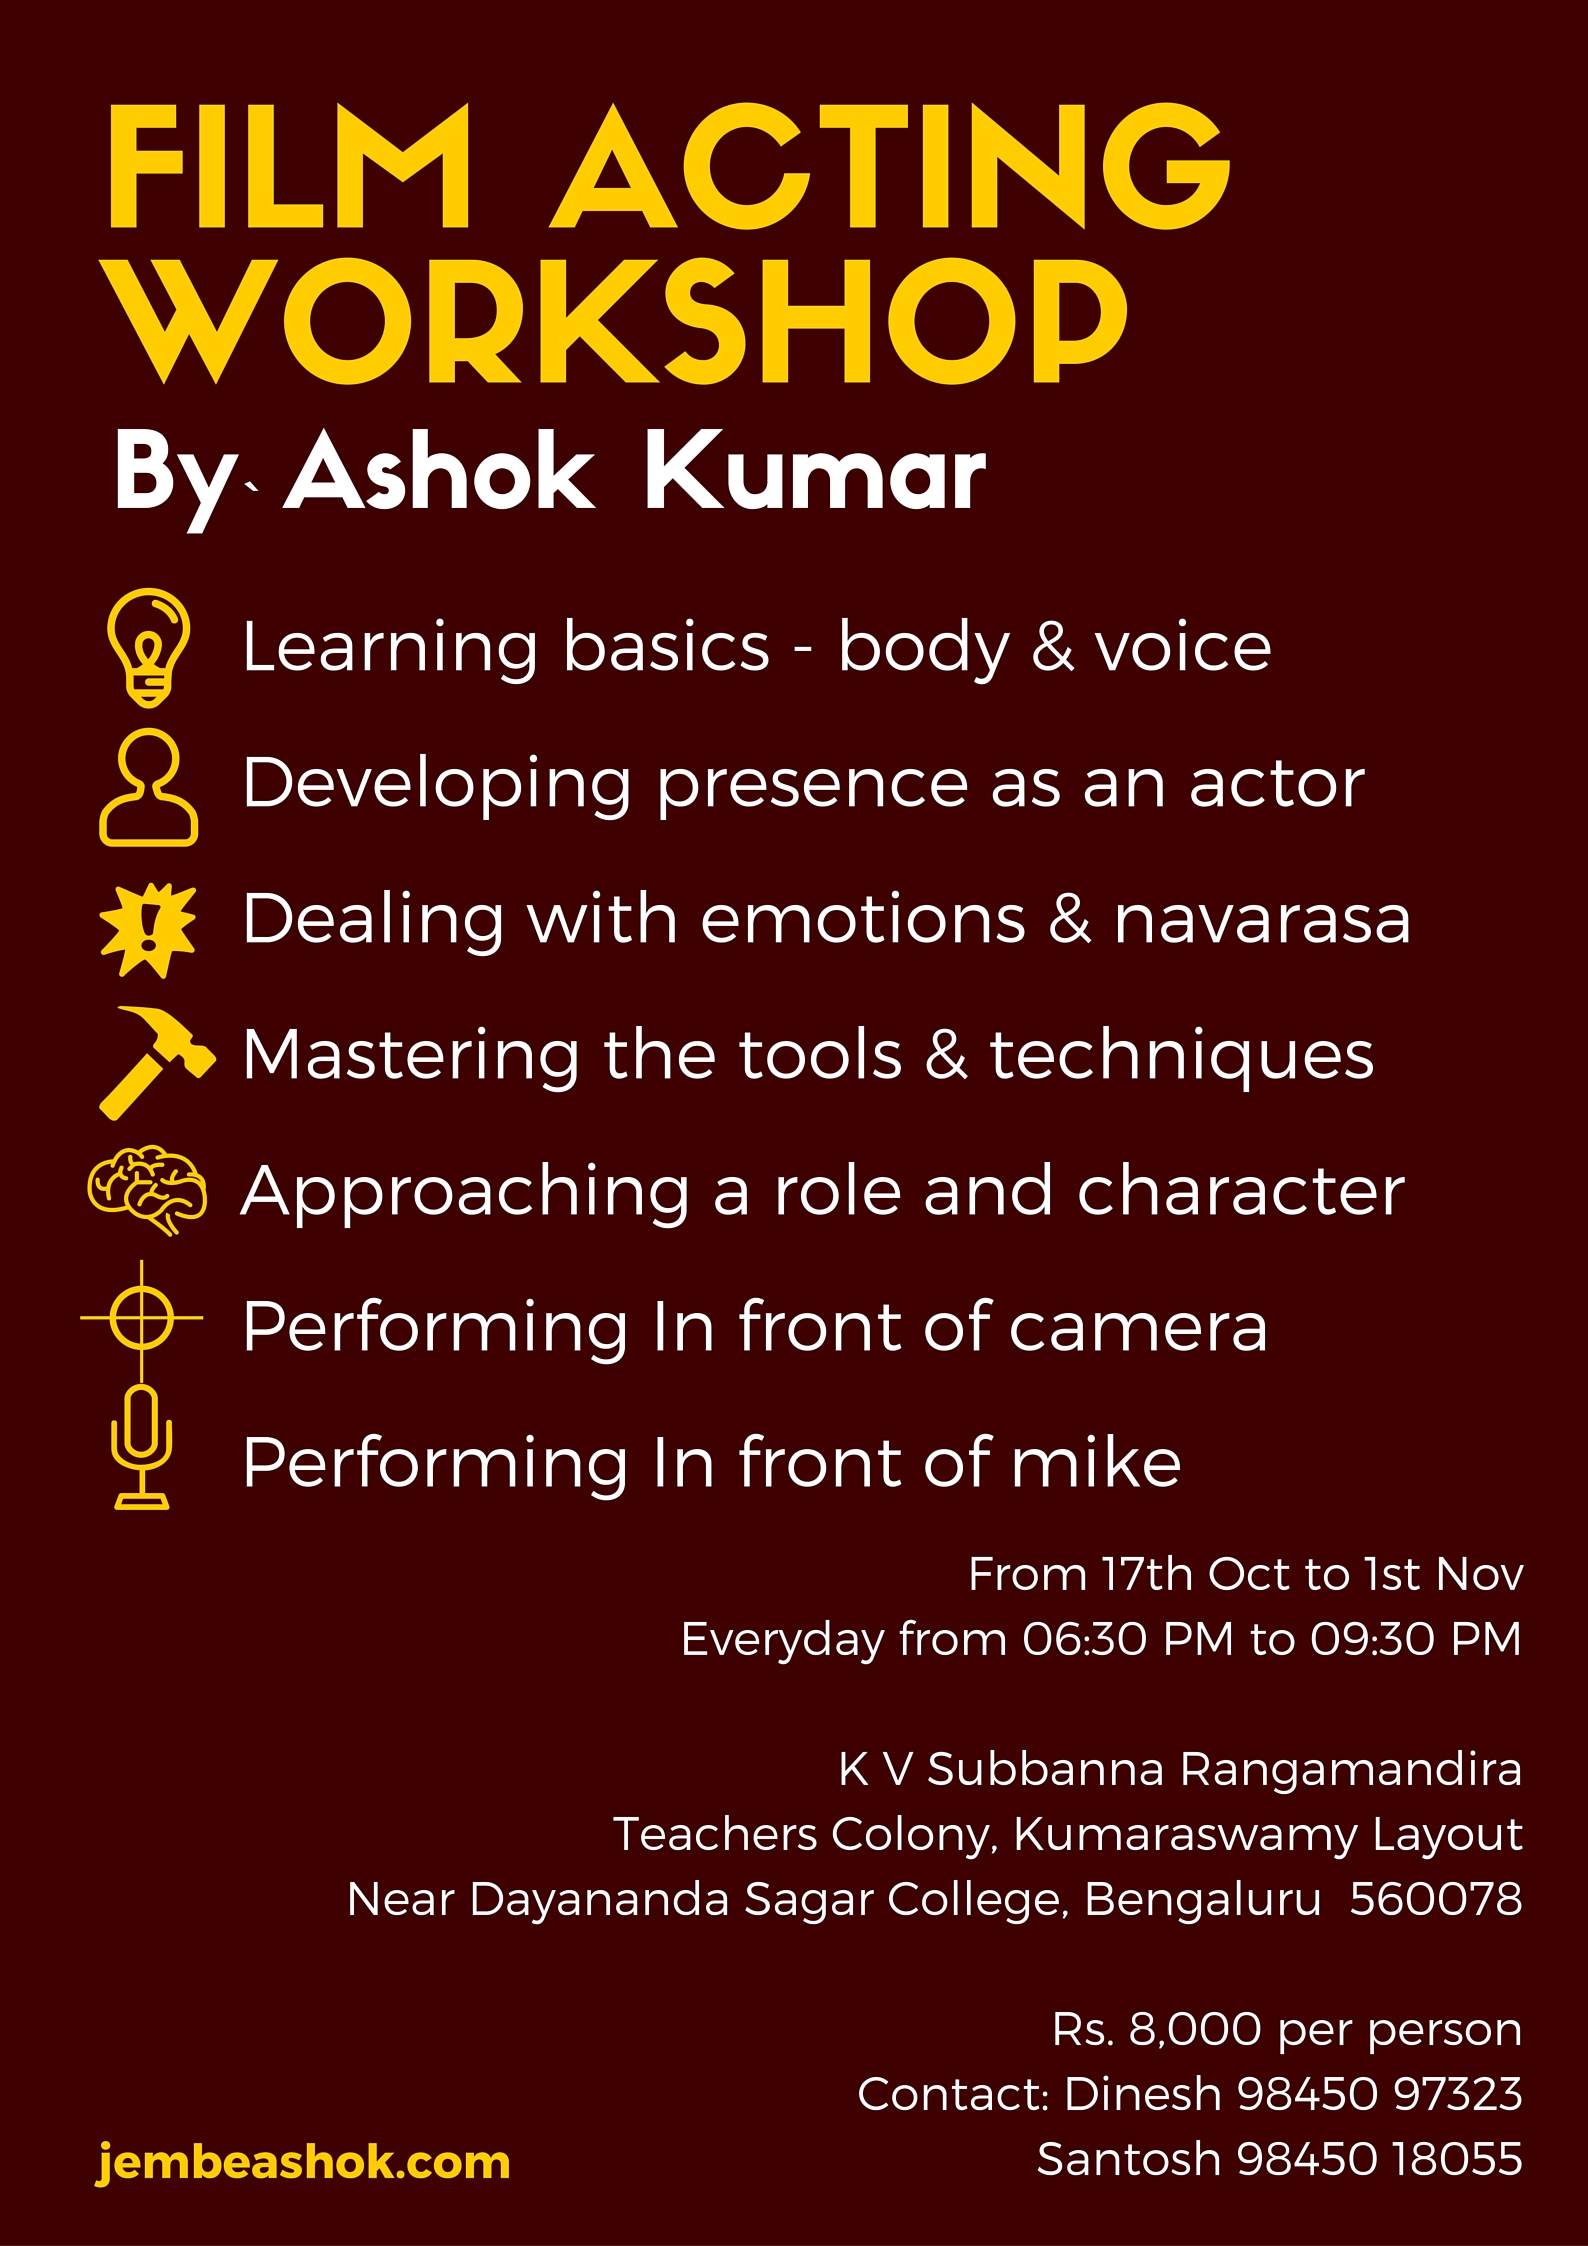 FILM ACTING
WORKSHOP
By` Ashok Kumar
Learning basics - body & voice
Developing presence as an actor
Dealing with emotions & navarasa
Mastering the tools & techniques
Approaching a role and character
Performing In front of camera
Performing In front of mike
From 17th Oct to 1st Nov
Everyday from 06:30 PM to 09:30 PM
K V Subbanna Rangamandira
Teachers Colony, Kumaraswamy Layout
Near Dayananda Sagar College, Bengaluru  560078
Rs. 8,000 per person
Contact: Dinesh 98450 97323
Santosh 98450 18055
jembeashok.com